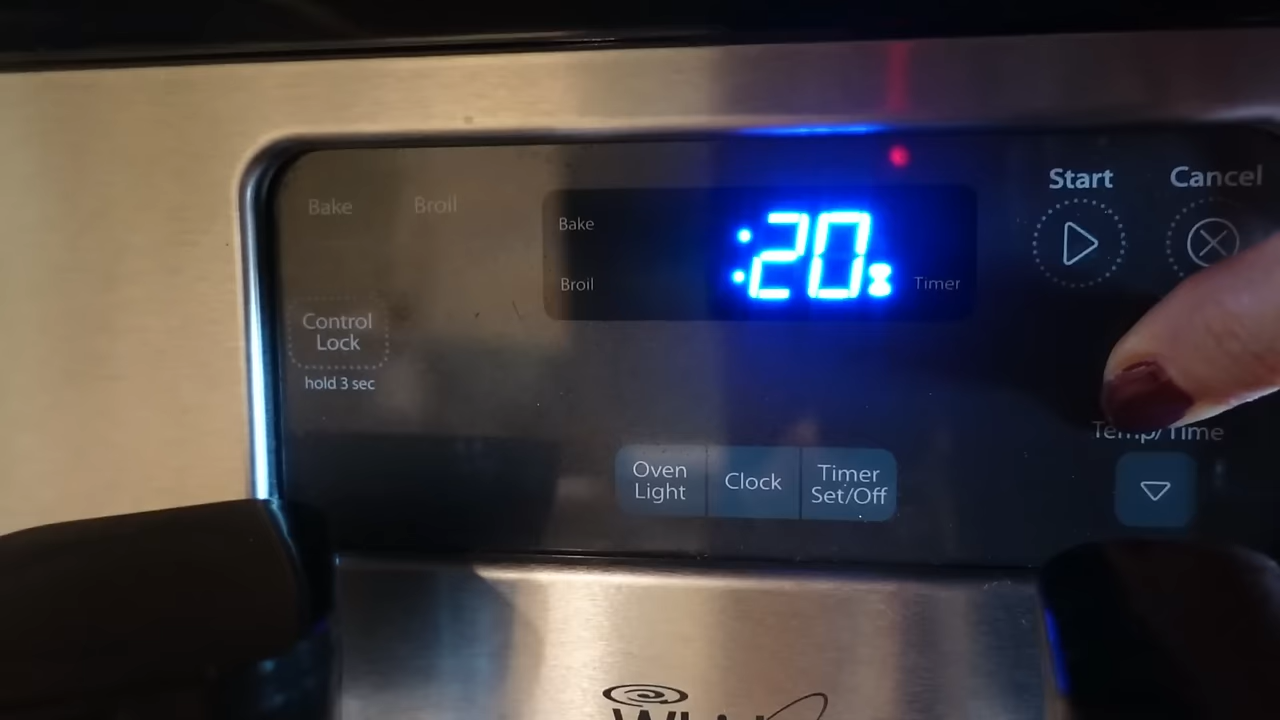 Bake
Broil
Bake
Broil
:20
Timer
Start
Cancel
Control
Lock
hold 3 sec
Temp/Time
Oven
Light
Clock
Timer
Set/Off